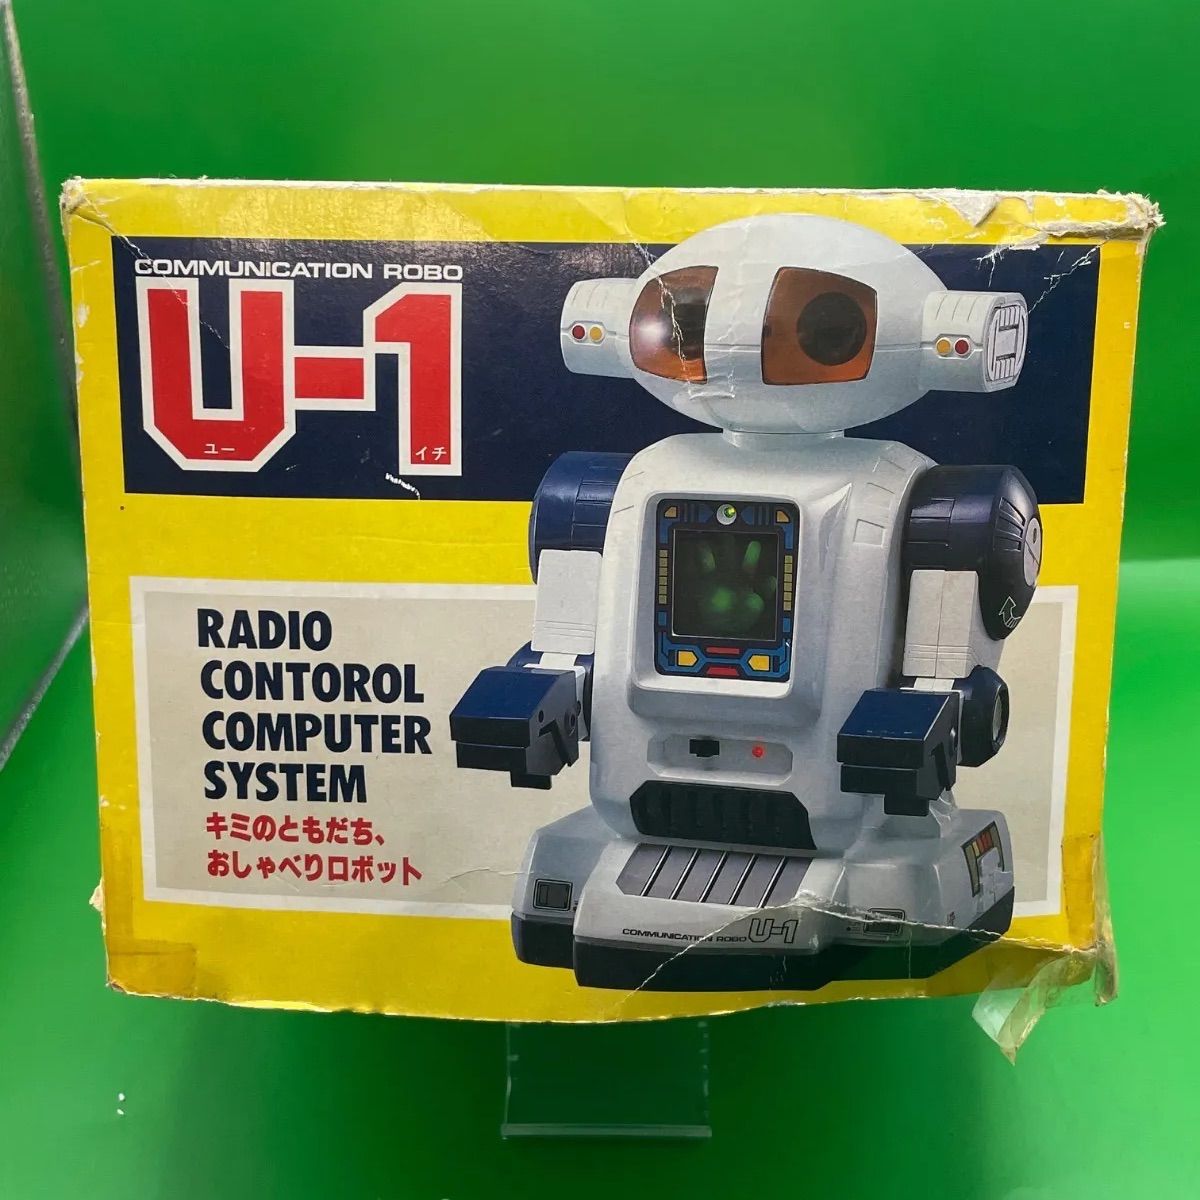 COMMUNICATION ROBO
U-1
ユー イチ
RADIO
CONTOROL
COMPUTER
SYSTEM
キミのともだち、
おしゃべりロボット
COMMUNICATION ROBO U-1